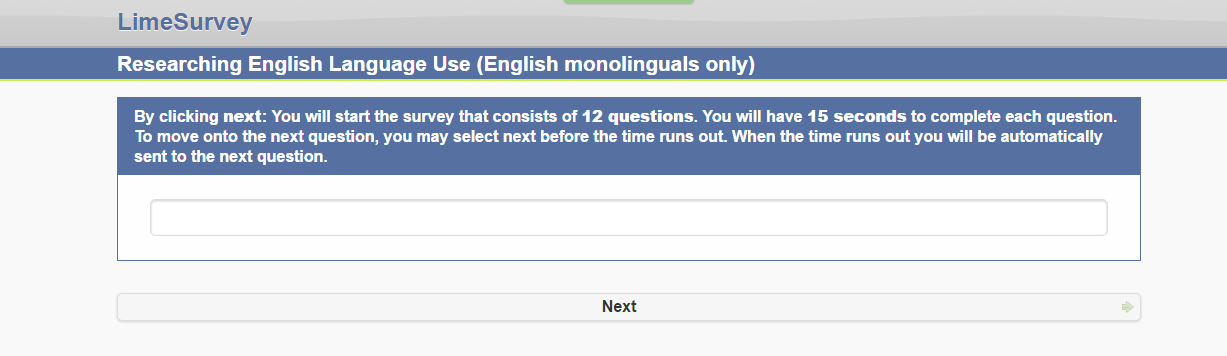 LimeSurvey
Researching English Language Use (English monolinguals only)
By clicking next: You will start the survey that consists of 12 questions. You will have 15 seconds to complete each question.
To move onto the next question, you may select next before the time runs out. When the time runs out you will be automatically
sent to the next question.
Next